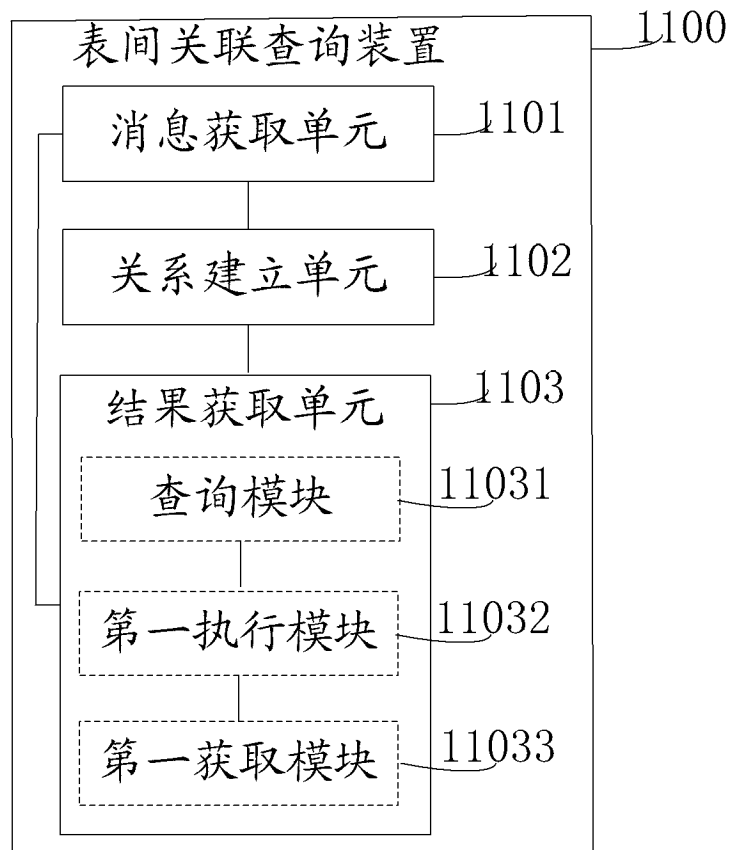 表间关联查询装置 1100
消息获取单元 1101
关系建立单元 1102
结果获取单元 1103
查询模块 11031
第一执行模块 11032
第一获取模块 11033